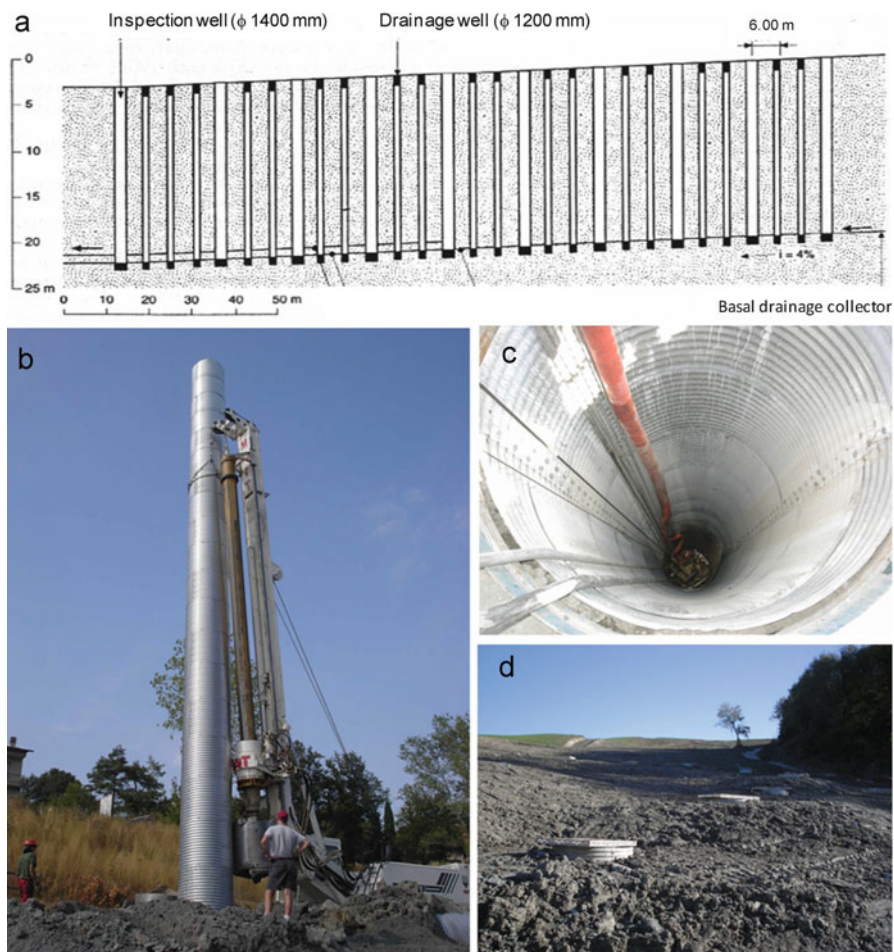 a
Inspection well (ϕ 1400 mm)
Drainage well (ϕ 1200 mm)
6.00 m
0
5
10
15
20
25 m
i = 4%
0 10 20 30 40 50 m
Basal drainage collector
b
c
d